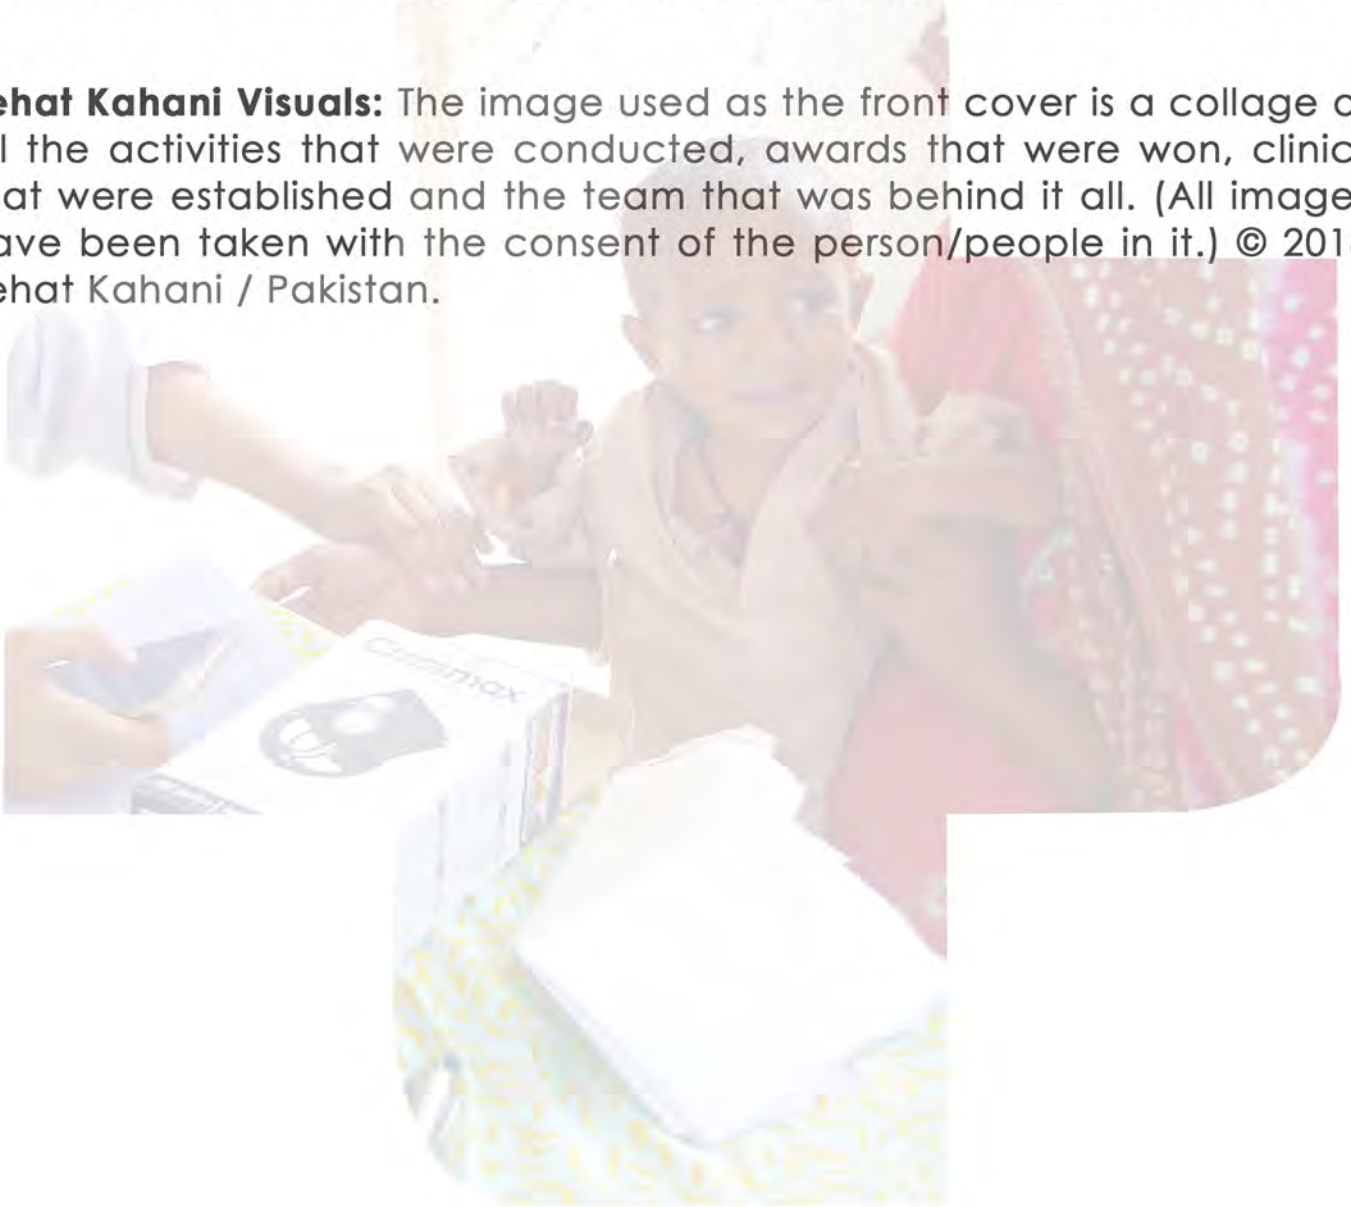 ehat Kahani Visuals: The image used as the front cover is a collage o
l the activities that were conducted, awards that were won, clinic
at were established and the team that was behind it all. (All image
ave been taken with the consent of the person/people in it.) © 201
ehat Kahani / Pakistan.